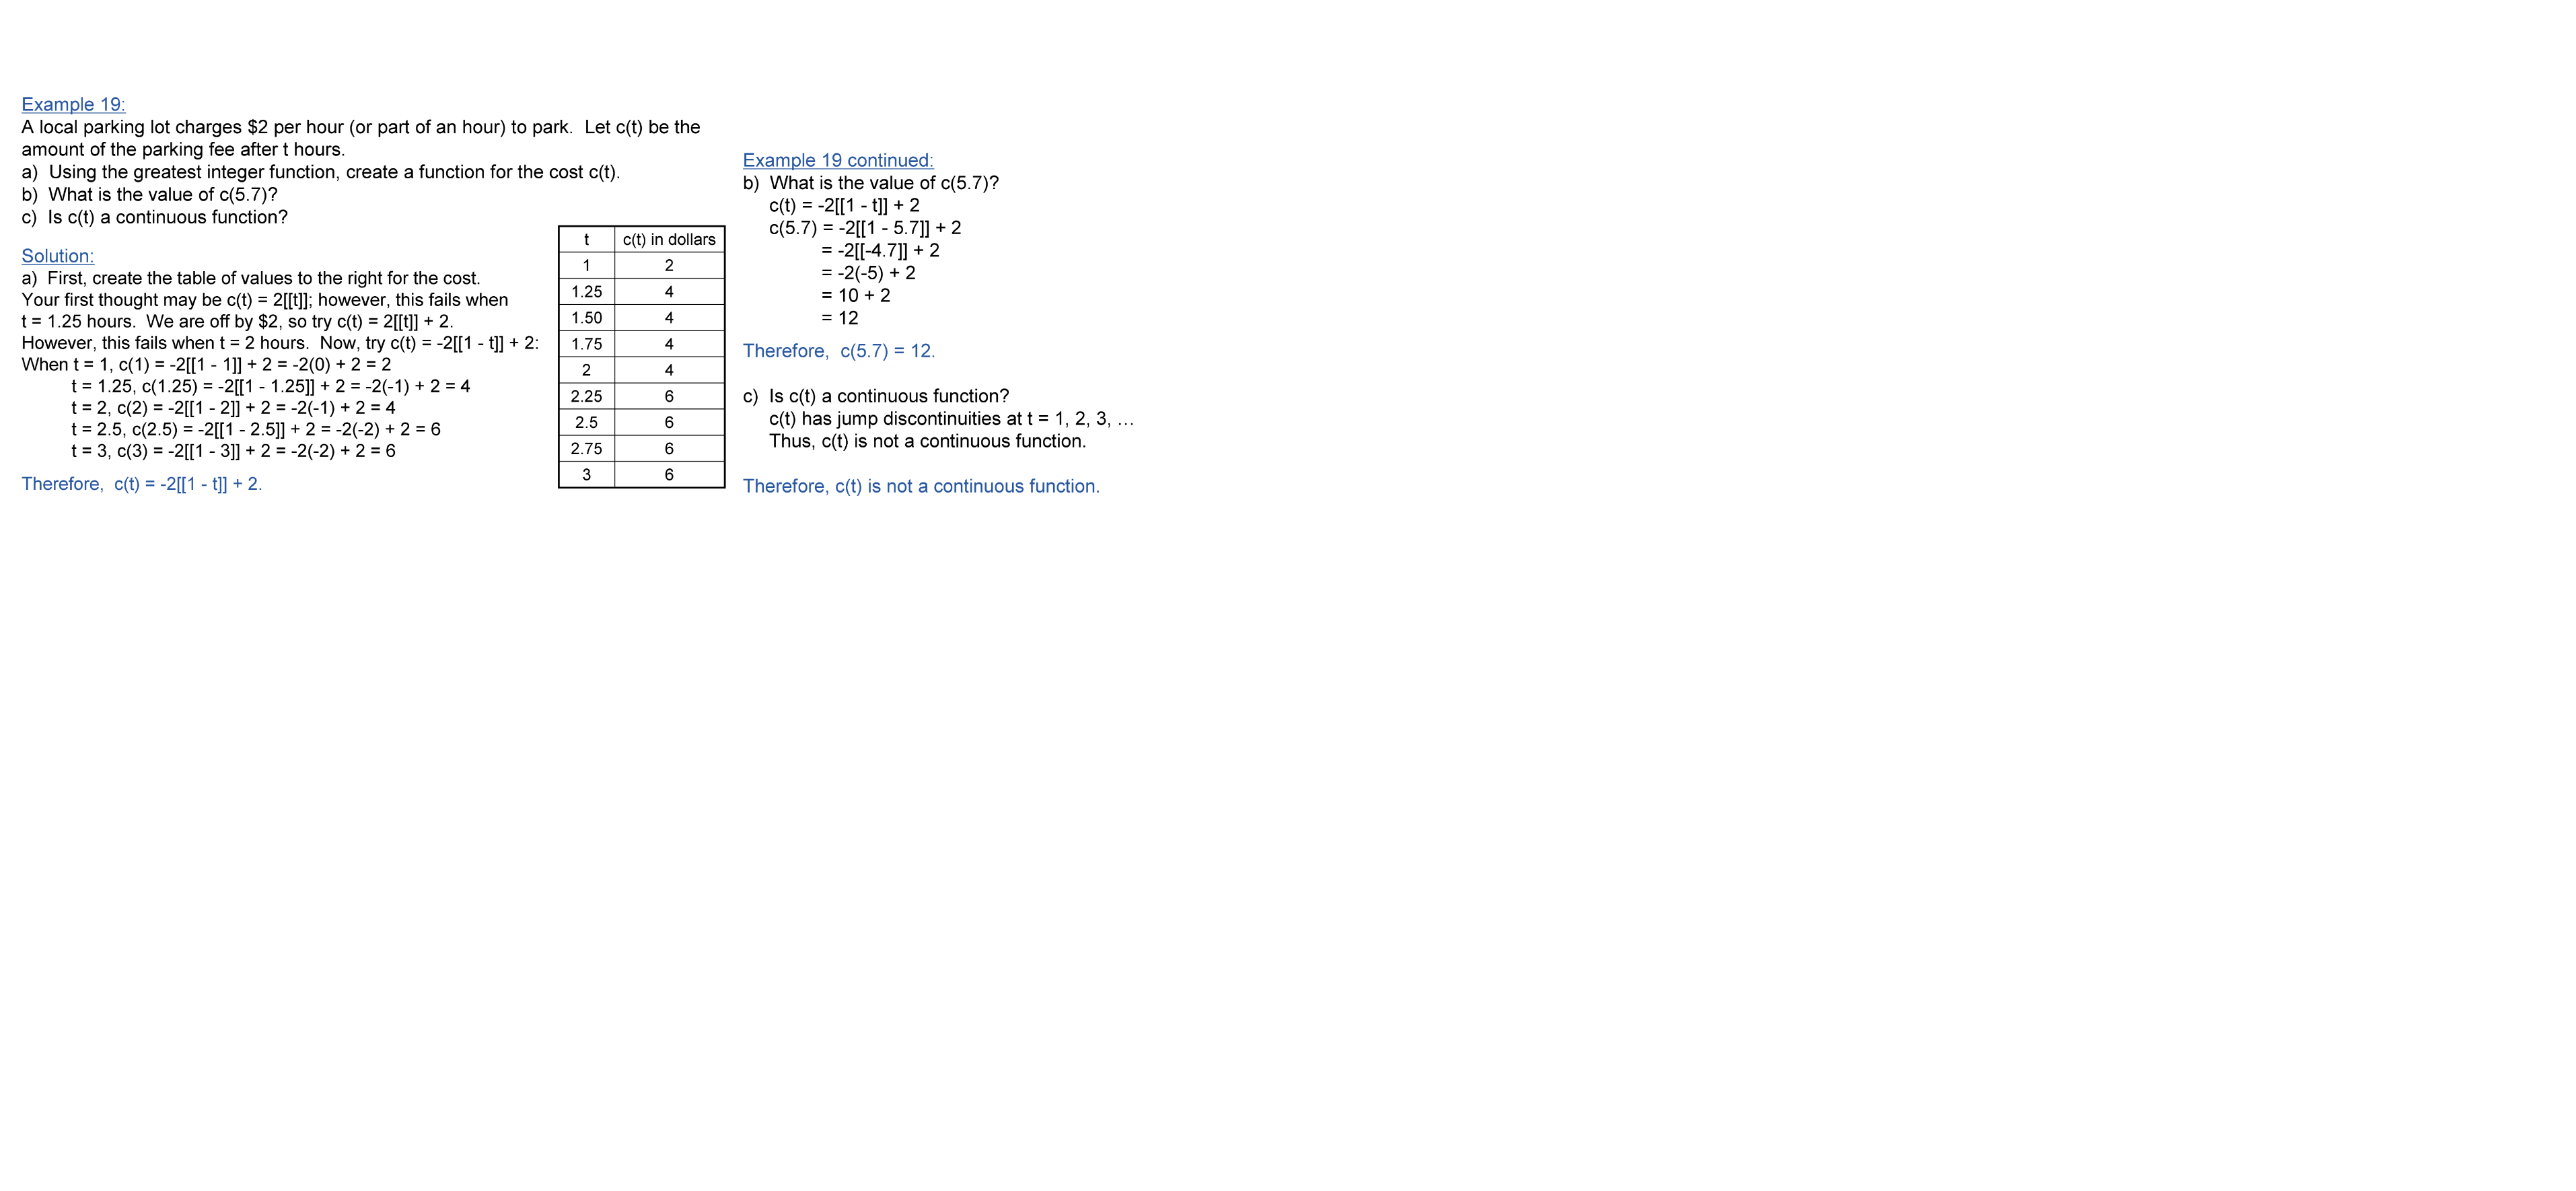 Example 19:
A local parking lot charges $2 per hour (or part of an hour) to park.  Let c(t) be the
amount of the parking fee after t hours.
a)  Using the greatest integer function, create a function for the cost c(t).
b)  What is the value of c(5.7)?
c)  Is c(t) a continuous function?
Solution:
a)  First, create the table of values to the right for the cost.
Your first thought may be c(t) = 2[[t]]; however, this fails when
t = 1.25 hours.  We are off by $2, so try c(t) = 2[[t]] + 2.
However, this fails when t = 2 hours.  Now, try c(t) = -2[[1 - t]] + 2:
When t = 1, c(1) = -2[[1 - 1]] + 2 = -2(0) + 2 = 2
t = 1.25, c(1.25) = -2[[1 - 1.25]] + 2 = -2(-1) + 2 = 4
t = 2, c(2) = -2[[1 - 2]] + 2 = -2(-1) + 2 = 4
t = 2.5, c(2.5) = -2[[1 - 2.5]] + 2 = -2(-2) + 2 = 6
t = 3, c(3) = -2[[1 - 3]] + 2 = -2(-2) + 2 = 6
Therefore,  c(t) = -2[[1 - t]] + 2.
t c(t) in dollars
1 2
1.25 4
1.50 4
1.75 4
2 4
2.25 6
2.5 6
2.75 6
3 6
Example 19 continued:
b)  What is the value of c(5.7)?
c(t) = -2[[1 - t]] + 2
c(5.7) = -2[[1 - 5.7]] + 2
= -2[[-4.7]] + 2
= -2(-5) + 2
= 10 + 2
= 12
Therefore,  c(5.7) = 12.
c)  Is c(t) a continuous function?
c(t) has jump discontinuities at t = 1, 2, 3, …
Thus, c(t) is not a continuous function.
Therefore, c(t) is not a continuous function.